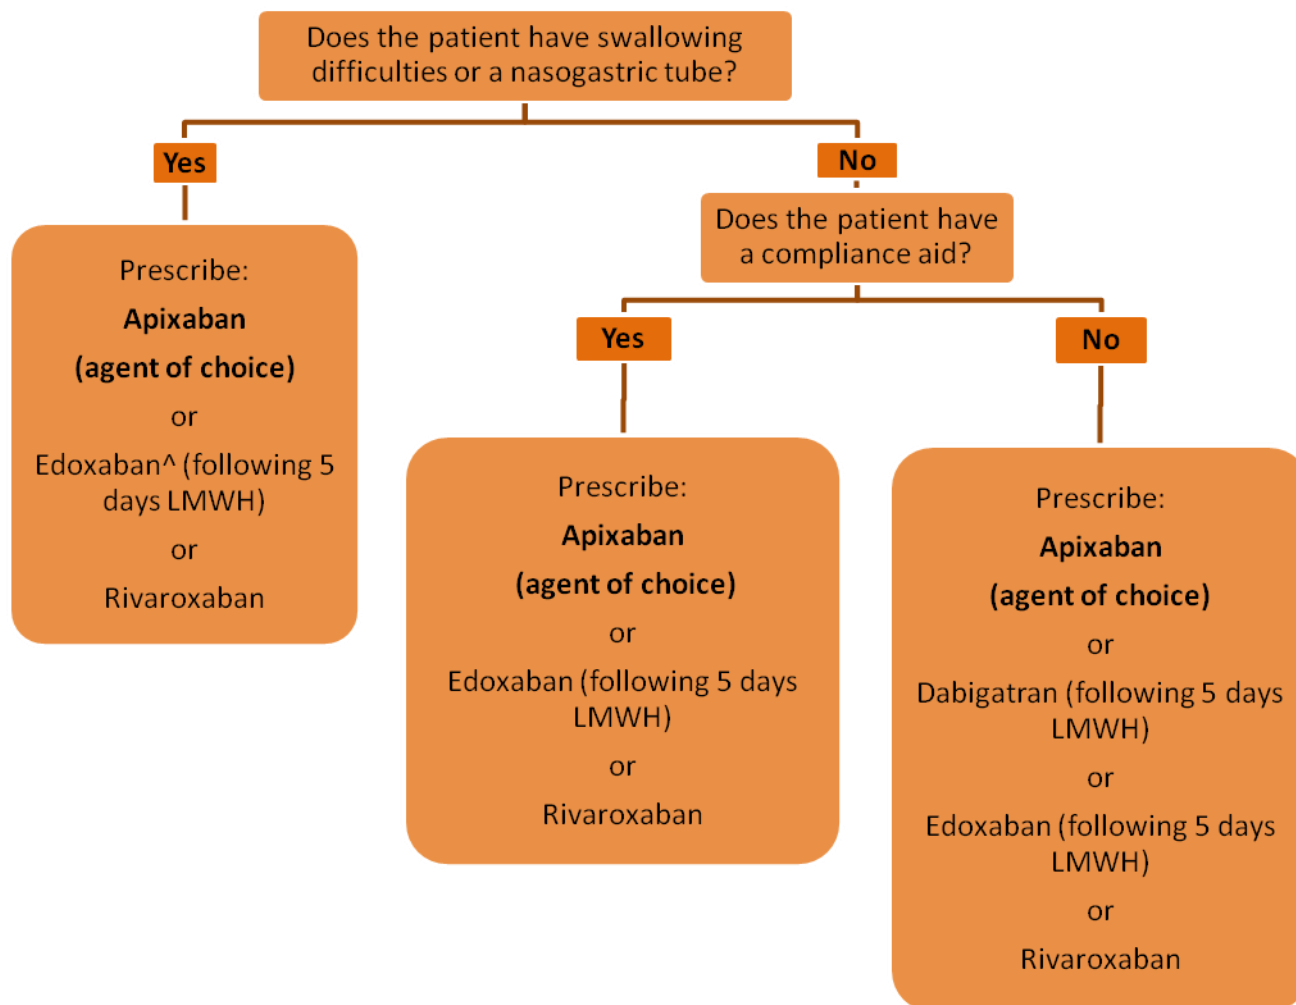 Does the patient have swallowing
difficulties or a nasogastric tube?
Yes
No
Prescribe:
Apixaban
(agent of choice)
or
Edoxaban^ (following 5
days LMWH)
or
Rivaroxaban
Does the patient have
a compliance aid?
Yes
No
Prescribe:
Apixaban
(agent of choice)
or
Edoxaban (following 5 days
LMWH)
or
Rivaroxaban
Prescribe:
Apixaban
(agent of choice)
or
Dabigatran (following 5 days
LMWH)
or
Edoxaban (following 5 days
LMWH)
or
Rivaroxaban